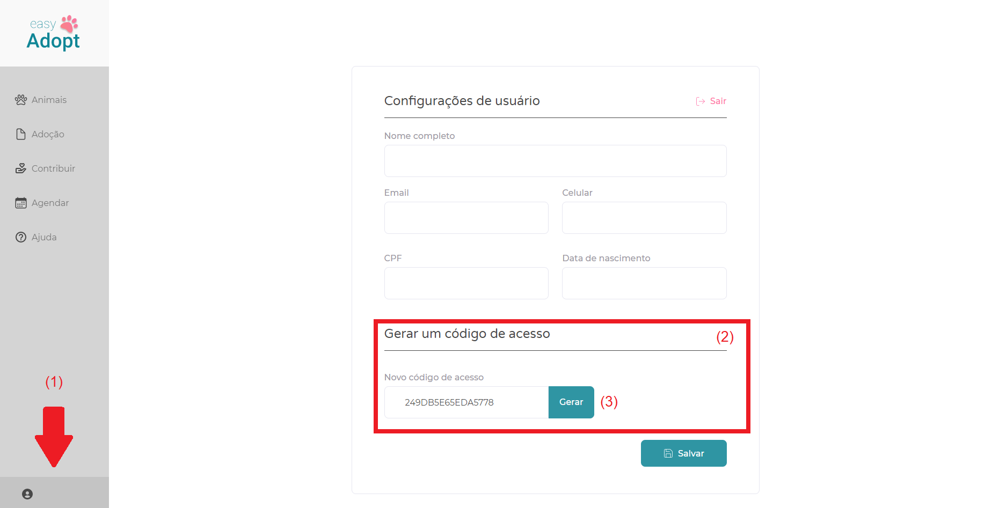 easy
Adopt
Animais
Adoção
Contribuir
Agendar
Ajuda
(1)
Configurações de usuário
Sair
Nome completo
Email Celular
CPF Data de nascimento
Gerar um código de acesso (2)
Novo código de acesso
249DB5E65EDA5778 Gerar (3)
Salvar